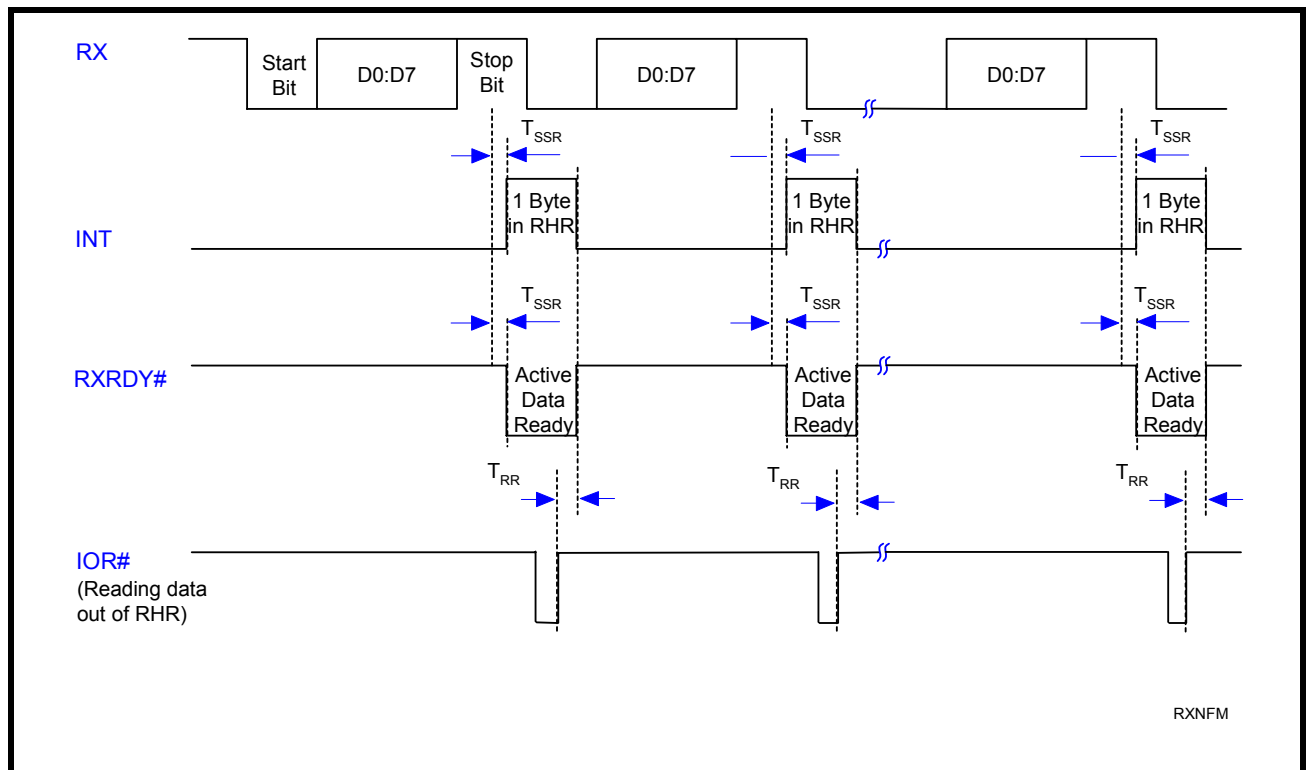 RX
Start
Bit
D0:D7
Stop
Bit
D0:D7
D0:D7
TSSR
TSSR
TSSR
INT
1 Byte
in RHR
1 Byte
in RHR
1 Byte
in RHR
TSSR
TSSR
TSSR
RXRDY#
Active
Data
Ready
Active
Data
Ready
Active
Data
Ready
TRR
TRR
TRR
IOR#
(Reading data
out of RHR)
RXNFM